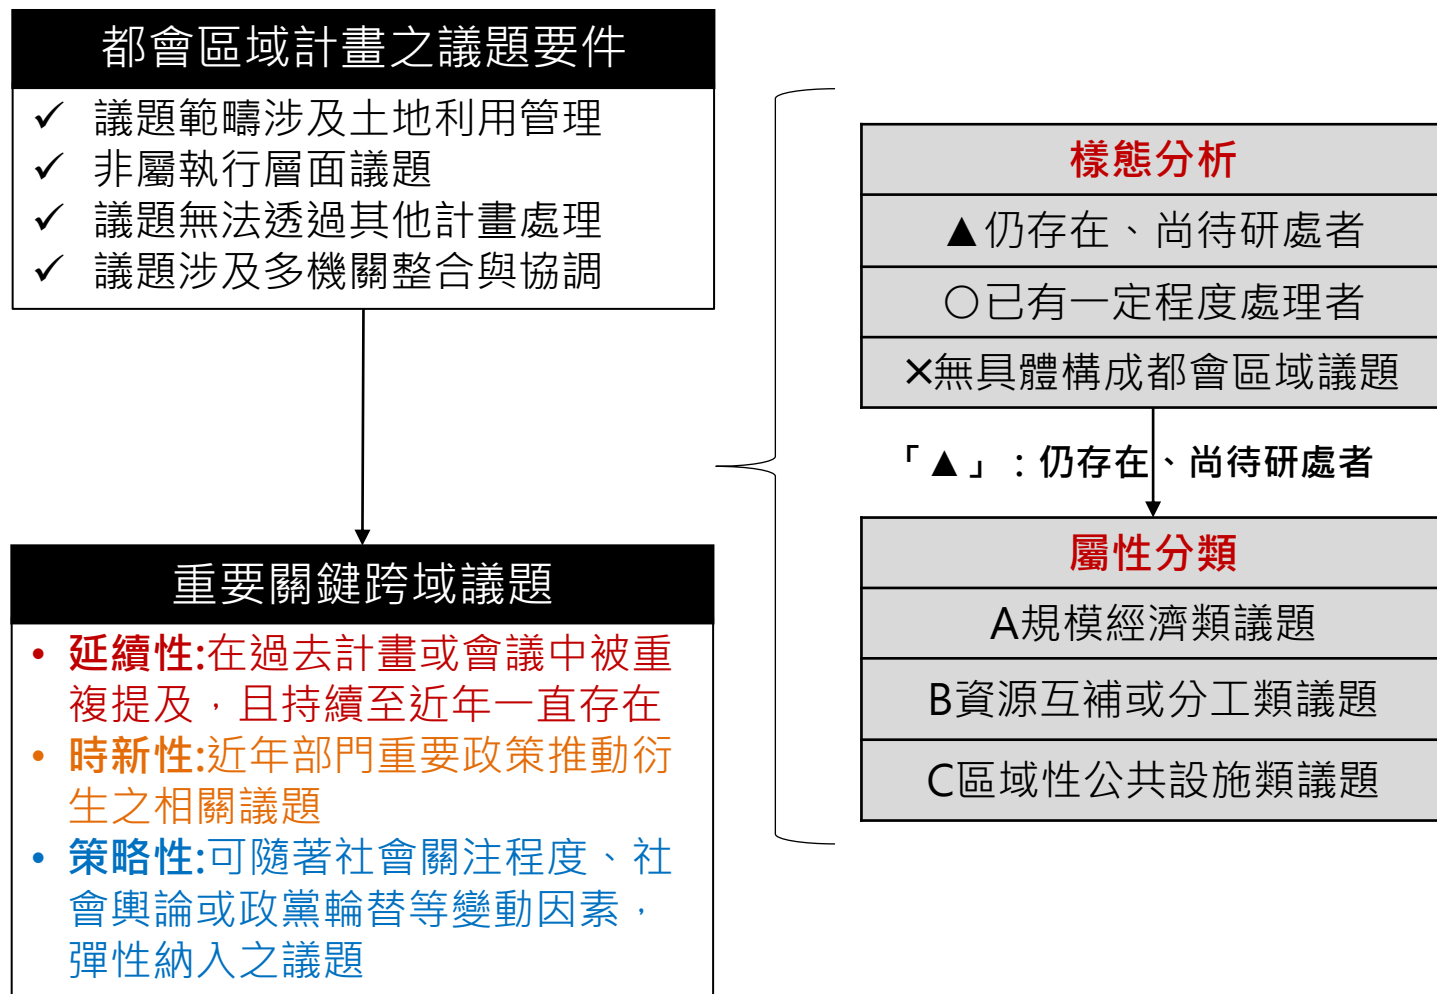 都會區域計畫之議題要件
✓ 議題範疇涉及土地利用管理
✓ 非屬執行層面議題
✓ 議題無法透過其他計畫處理
✓ 議題涉及多機關整合與協調
重要關鍵跨域議題
• 延續性:在過去計畫或會議中被重
複提及，且持續至近年一直存在
• 時新性:近年部門重要政策推動衍
生之相關議題
• 策略性:可隨著社會關注程度、社
會輿論或政黨輪替等變動因素，
彈性納入之議題
樣態分析
▲仍存在、尚待研處者
○已有一定程度處理者
✕無具體構成都會區域議題
「▲」：仍存在、尚待研處者
屬性分類
A規模經濟類議題
B資源互補或分工類議題
C區域性公共設施類議題